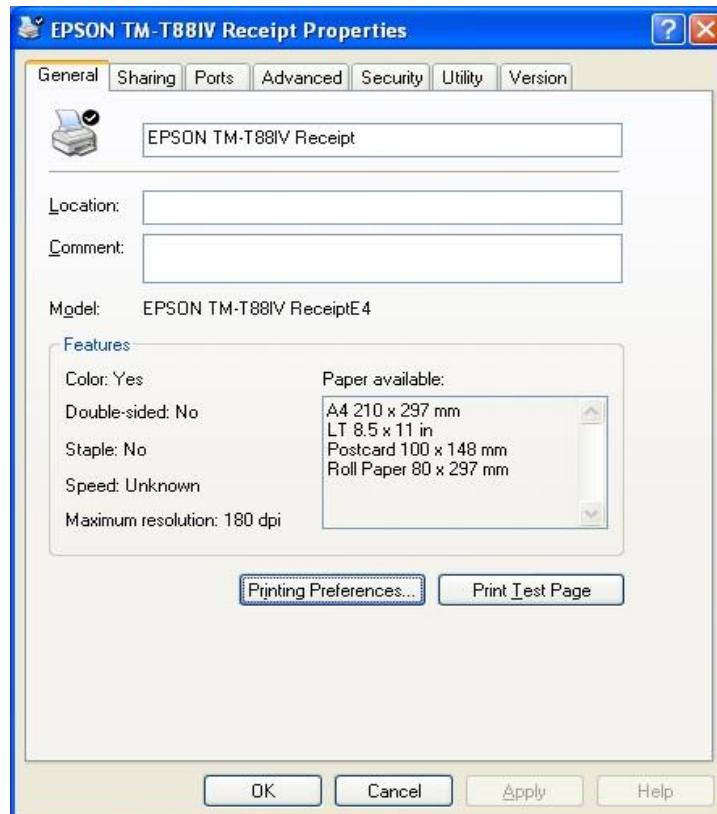 EPSON TM-T88IV Receipt Properties
General Sharing Ports Advanced Security Utility Version
EPSON TM-T88IV Receipt
Location:
Comment:
Model: EPSON TM-T88IV ReceiptE4
Features
Color: Yes
Paper available:
Double-sided: No
A4 210 x 297 mm
LT 8.5 x 11 in
Staple: No
Postcard 100 x 148 mm
Roll Paper 80 x 297 mm
Speed: Unknown
Maximum resolution: 180 dpi
Printing Preferences... Print Test Page
OK Cancel Apply Help